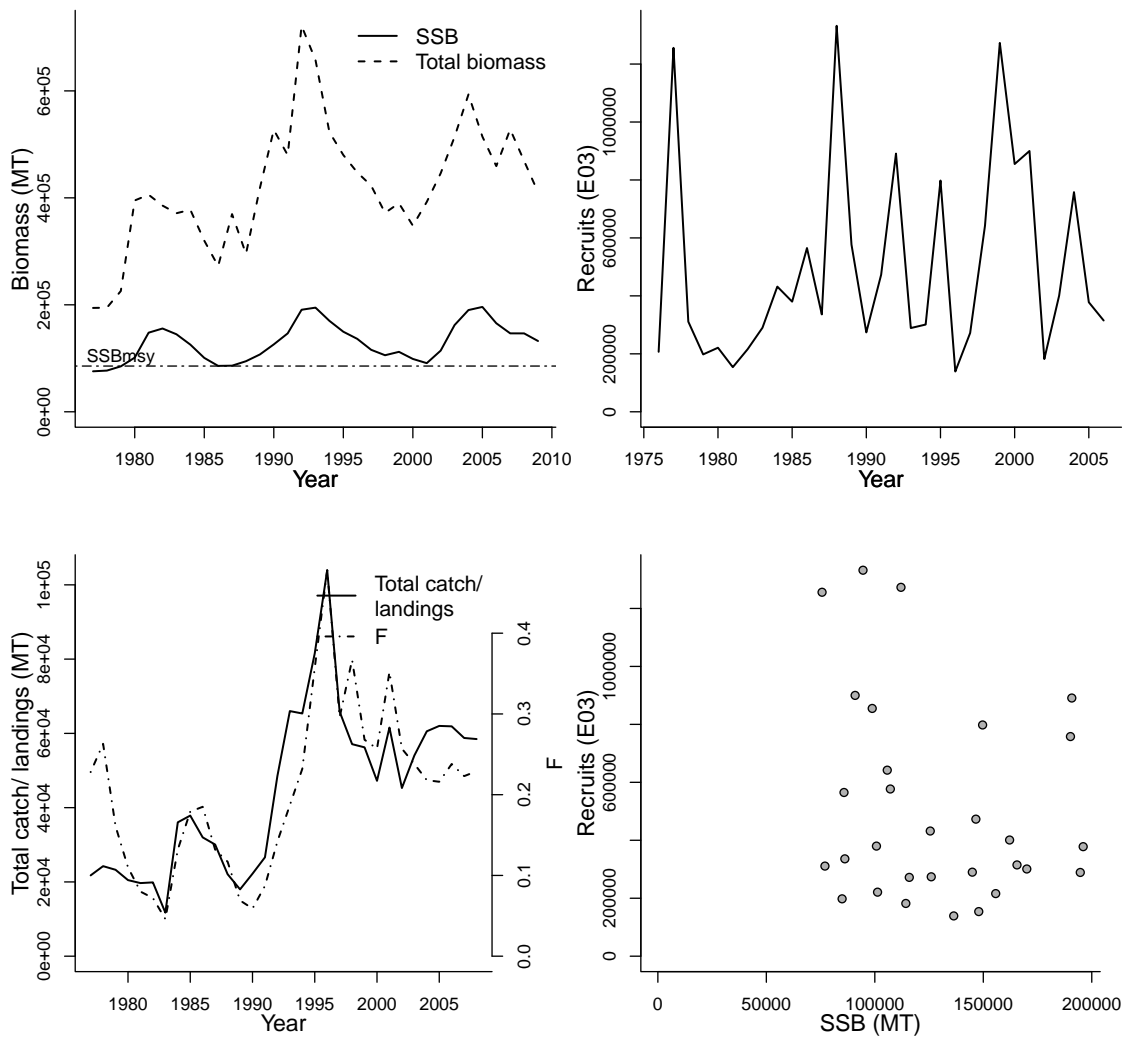 SSB
Total biomass
Biomass (MT)
6e+05
4e+05
2e+05
0e+00
SSBmsy
1980 1985 1990 1995 2000 2005 2010
Year
Recruits (E03)
1000000
600000
200000
0
1975 1980 1985 1990 1995 2000 2005
Year
Total catch/
landings
F
Total catch/ landings (MT)
1e+05
8e+04
6e+04
4e+04
2e+04
0e+00
0.4
0.3
0.2
0.1
0.0
F
1980 1985 1990 1995 2000 2005
Year
Recruits (E03)
1000000
600000
200000
0
0 50000 100000 150000 200000
SSB (MT)